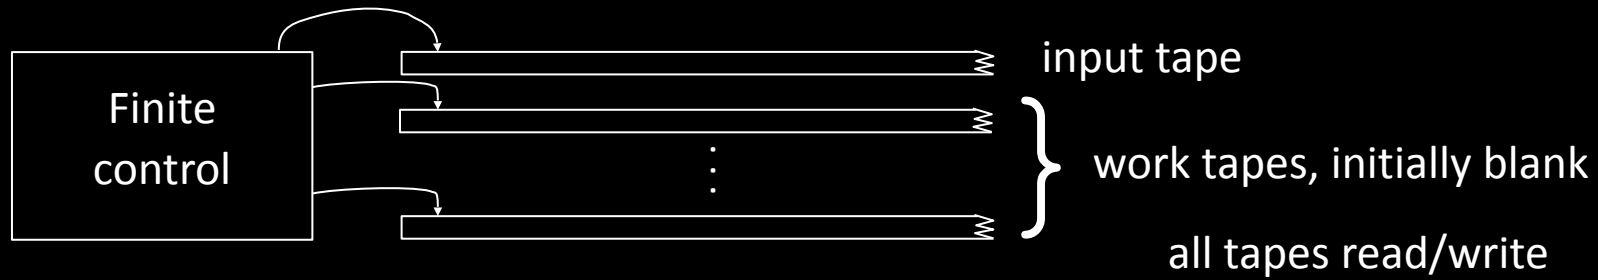 input tape
Finite
control
work tapes, initially blank
all tapes read/write